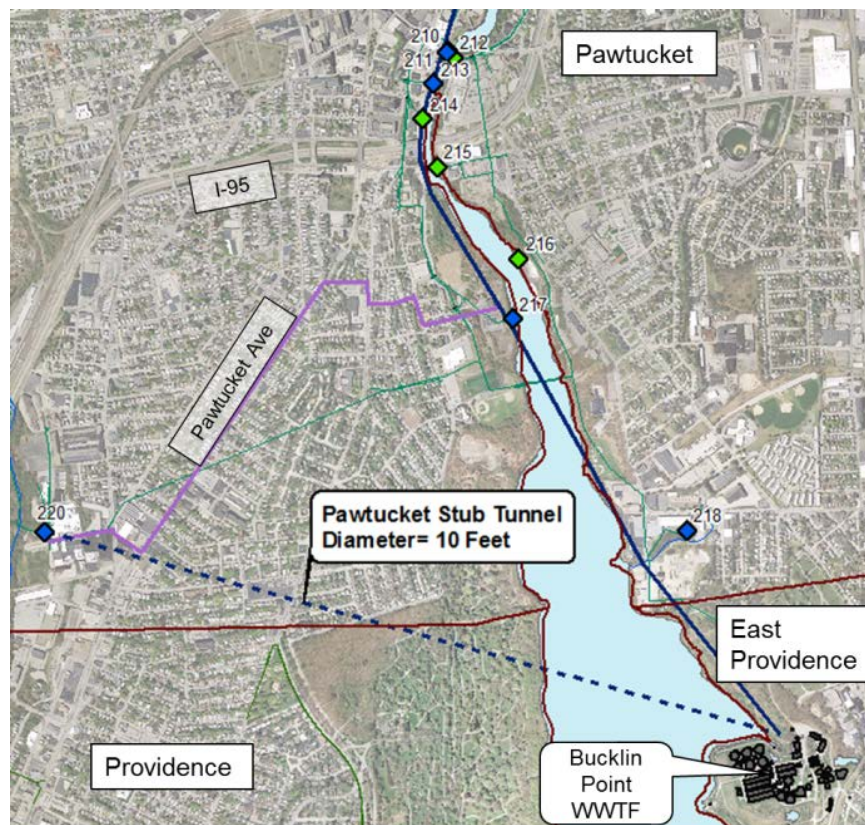 210
212
Pawtucket
211
213
214
215
I-95
216
217
Pawtucket Ave
220
Pawtucket Stub Tunnel
Diameter= 10 Feet
218
East
Providence
Providence
Bucklin
Point
WWTF